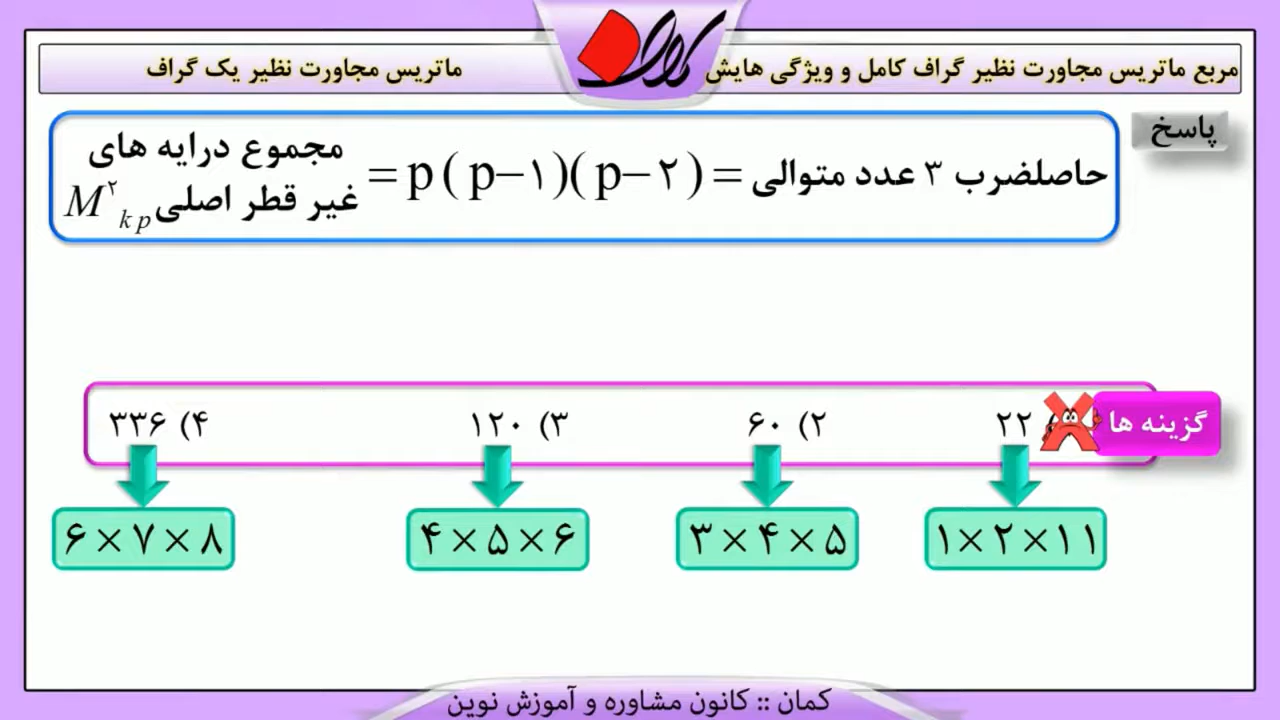 مربع ماتریس مجاورت نظیر گراف کامل و ویژگی هایش
ماتریس مجاورت نظیر یک گراف
پاسخ
مجموع درایه های
غیر قطر اصلی M²kp = p(p−۱)(p−۲) = حاصلضرب ۳ عدد متوالی
گزینه ها
۲۲
۲) ۶۰
۳) ۱۲۰
۴) ۳۳۶
۱×۲×۱۱
۳×۴×۵
۴×۵×۶
۶×۷×۸
کمان :: کانون مشاوره و آموزش نوین